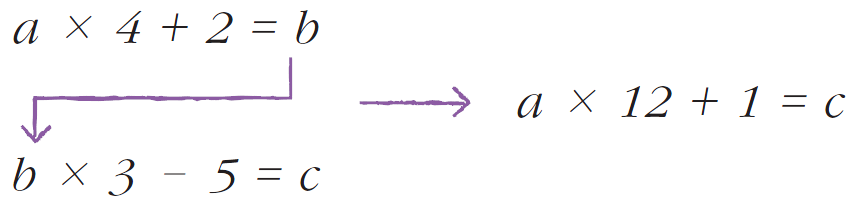 a × 4 + 2 = b
b × 3 – 5 = c
a × 12 + 1 = c